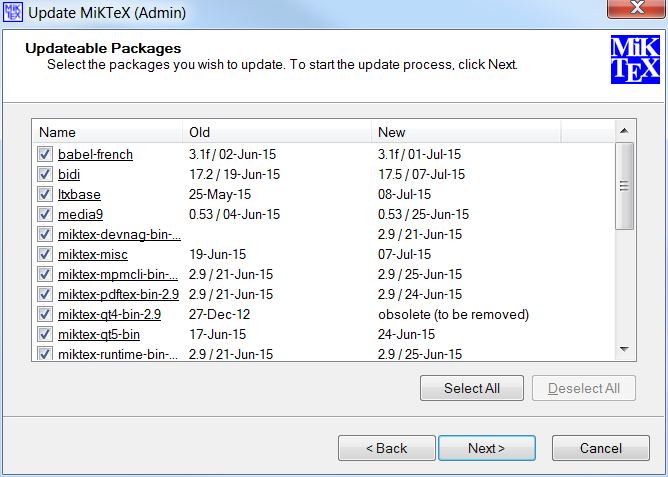 Update MiKTeX (Admin)
Updateable Packages
Select the packages you wish to update. To start the update process, click Next.
MiK
TEX
Name Old New
babel-french 3.1f / 02-Jun-15 3.1f / 01-Jul-15
bidi 17.2 / 19-Jun-15 17.5 / 07-Jul-15
ltxbase 25-May-15 08-Jul-15
media9 0.53 / 04-Jun-15 0.53 / 25-Jun-15
miktex-devnag-bin-... 2.9 / 21-Jun-15
miktex-misc 19-Jun-15 07-Jul-15
miktex-mpmcli-bin-... 2.9 / 21-Jun-15 2.9 / 25-Jun-15
miktex-pdftex-bin-2.9 2.9 / 21-Jun-15 2.9 / 24-Jun-15
miktex-qt4-bin-2.9 27-Dec-12 obsolete (to be removed)
miktex-qt5-bin 17-Jun-15 24-Jun-15
miktex-runtime-bin-... 2.9 / 21-Jun-15 2.9 / 25-Jun-15
Select All Deselect All
< Back Next > Cancel